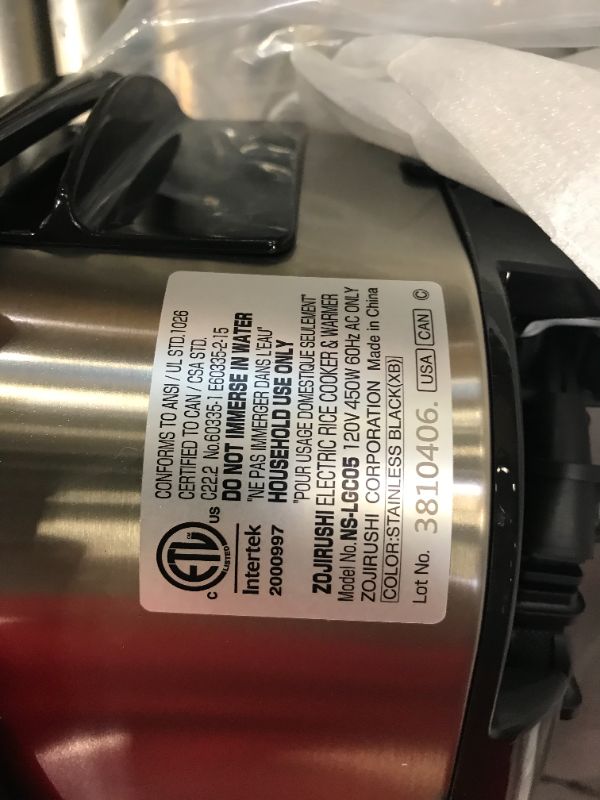 CONFORMS TO ANSI / UL STD.1026
CERTIFIED TO CAN / CSA STD.
C22.2 No.60335-1 E60335-2-15
DO NOT IMMERSE IN WATER
"NE PAS IMMERGER DANS L'EAU"
HOUSEHOLD USE ONLY
"POUR USAGE DOMESTIQUE SEULEMENT"
C ETL US
LISTED
Intertek
2000997
ZOJIRUSHI ELECTRIC RICE COOKER & WARMER
Model No. NS-LGC05 120V 450W 60Hz AC ONLY
ZOJIRUSHI CORPORATION Made in China
COLOR:STAINLESS BLACK(XB)
Lot No. 3810406. USA CAN C